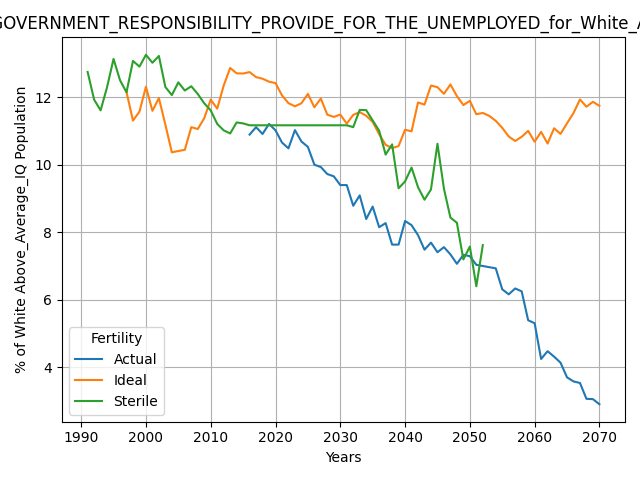 GOVERNMENT_RESPONSIBILITY_PROVIDE_FOR_THE_UNEMPLOYED_for_White_A
% of White Above_Average_IQ Population
12
10
8
6
4
Fertility
Actual
Ideal
Sterile
1990 2000 2010 2020 2030 2040 2050 2060 2070
Years